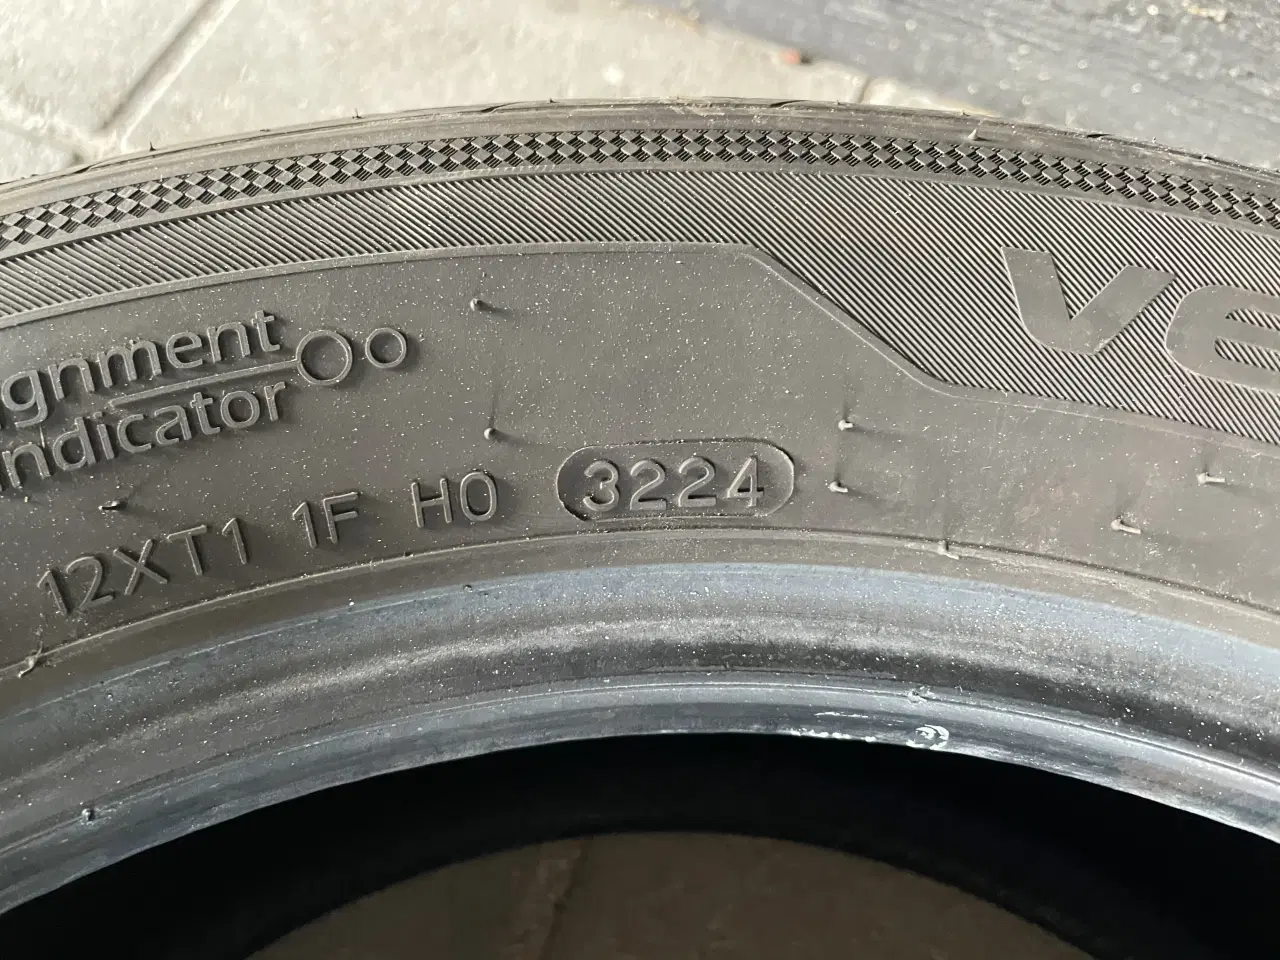 ignment
indicator
12XT1 1F H0 3224
ve